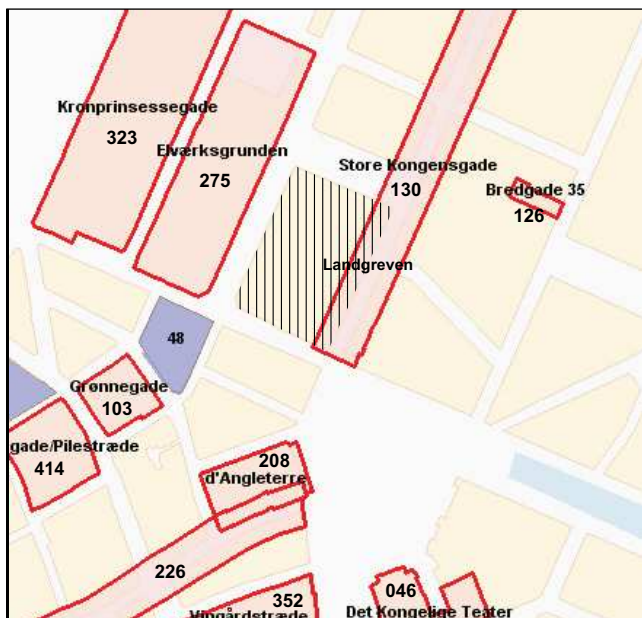 Kronprinsessegade
323
Elværksgrunden
275
Store Kongensgade
130
Bredgade 35
126
Landgreven
48
Grønnegade
103
gade/Pilestræde
414
208
d'Angleterre
226
352
Vingårdstræde
046
Det Kongelige Teater